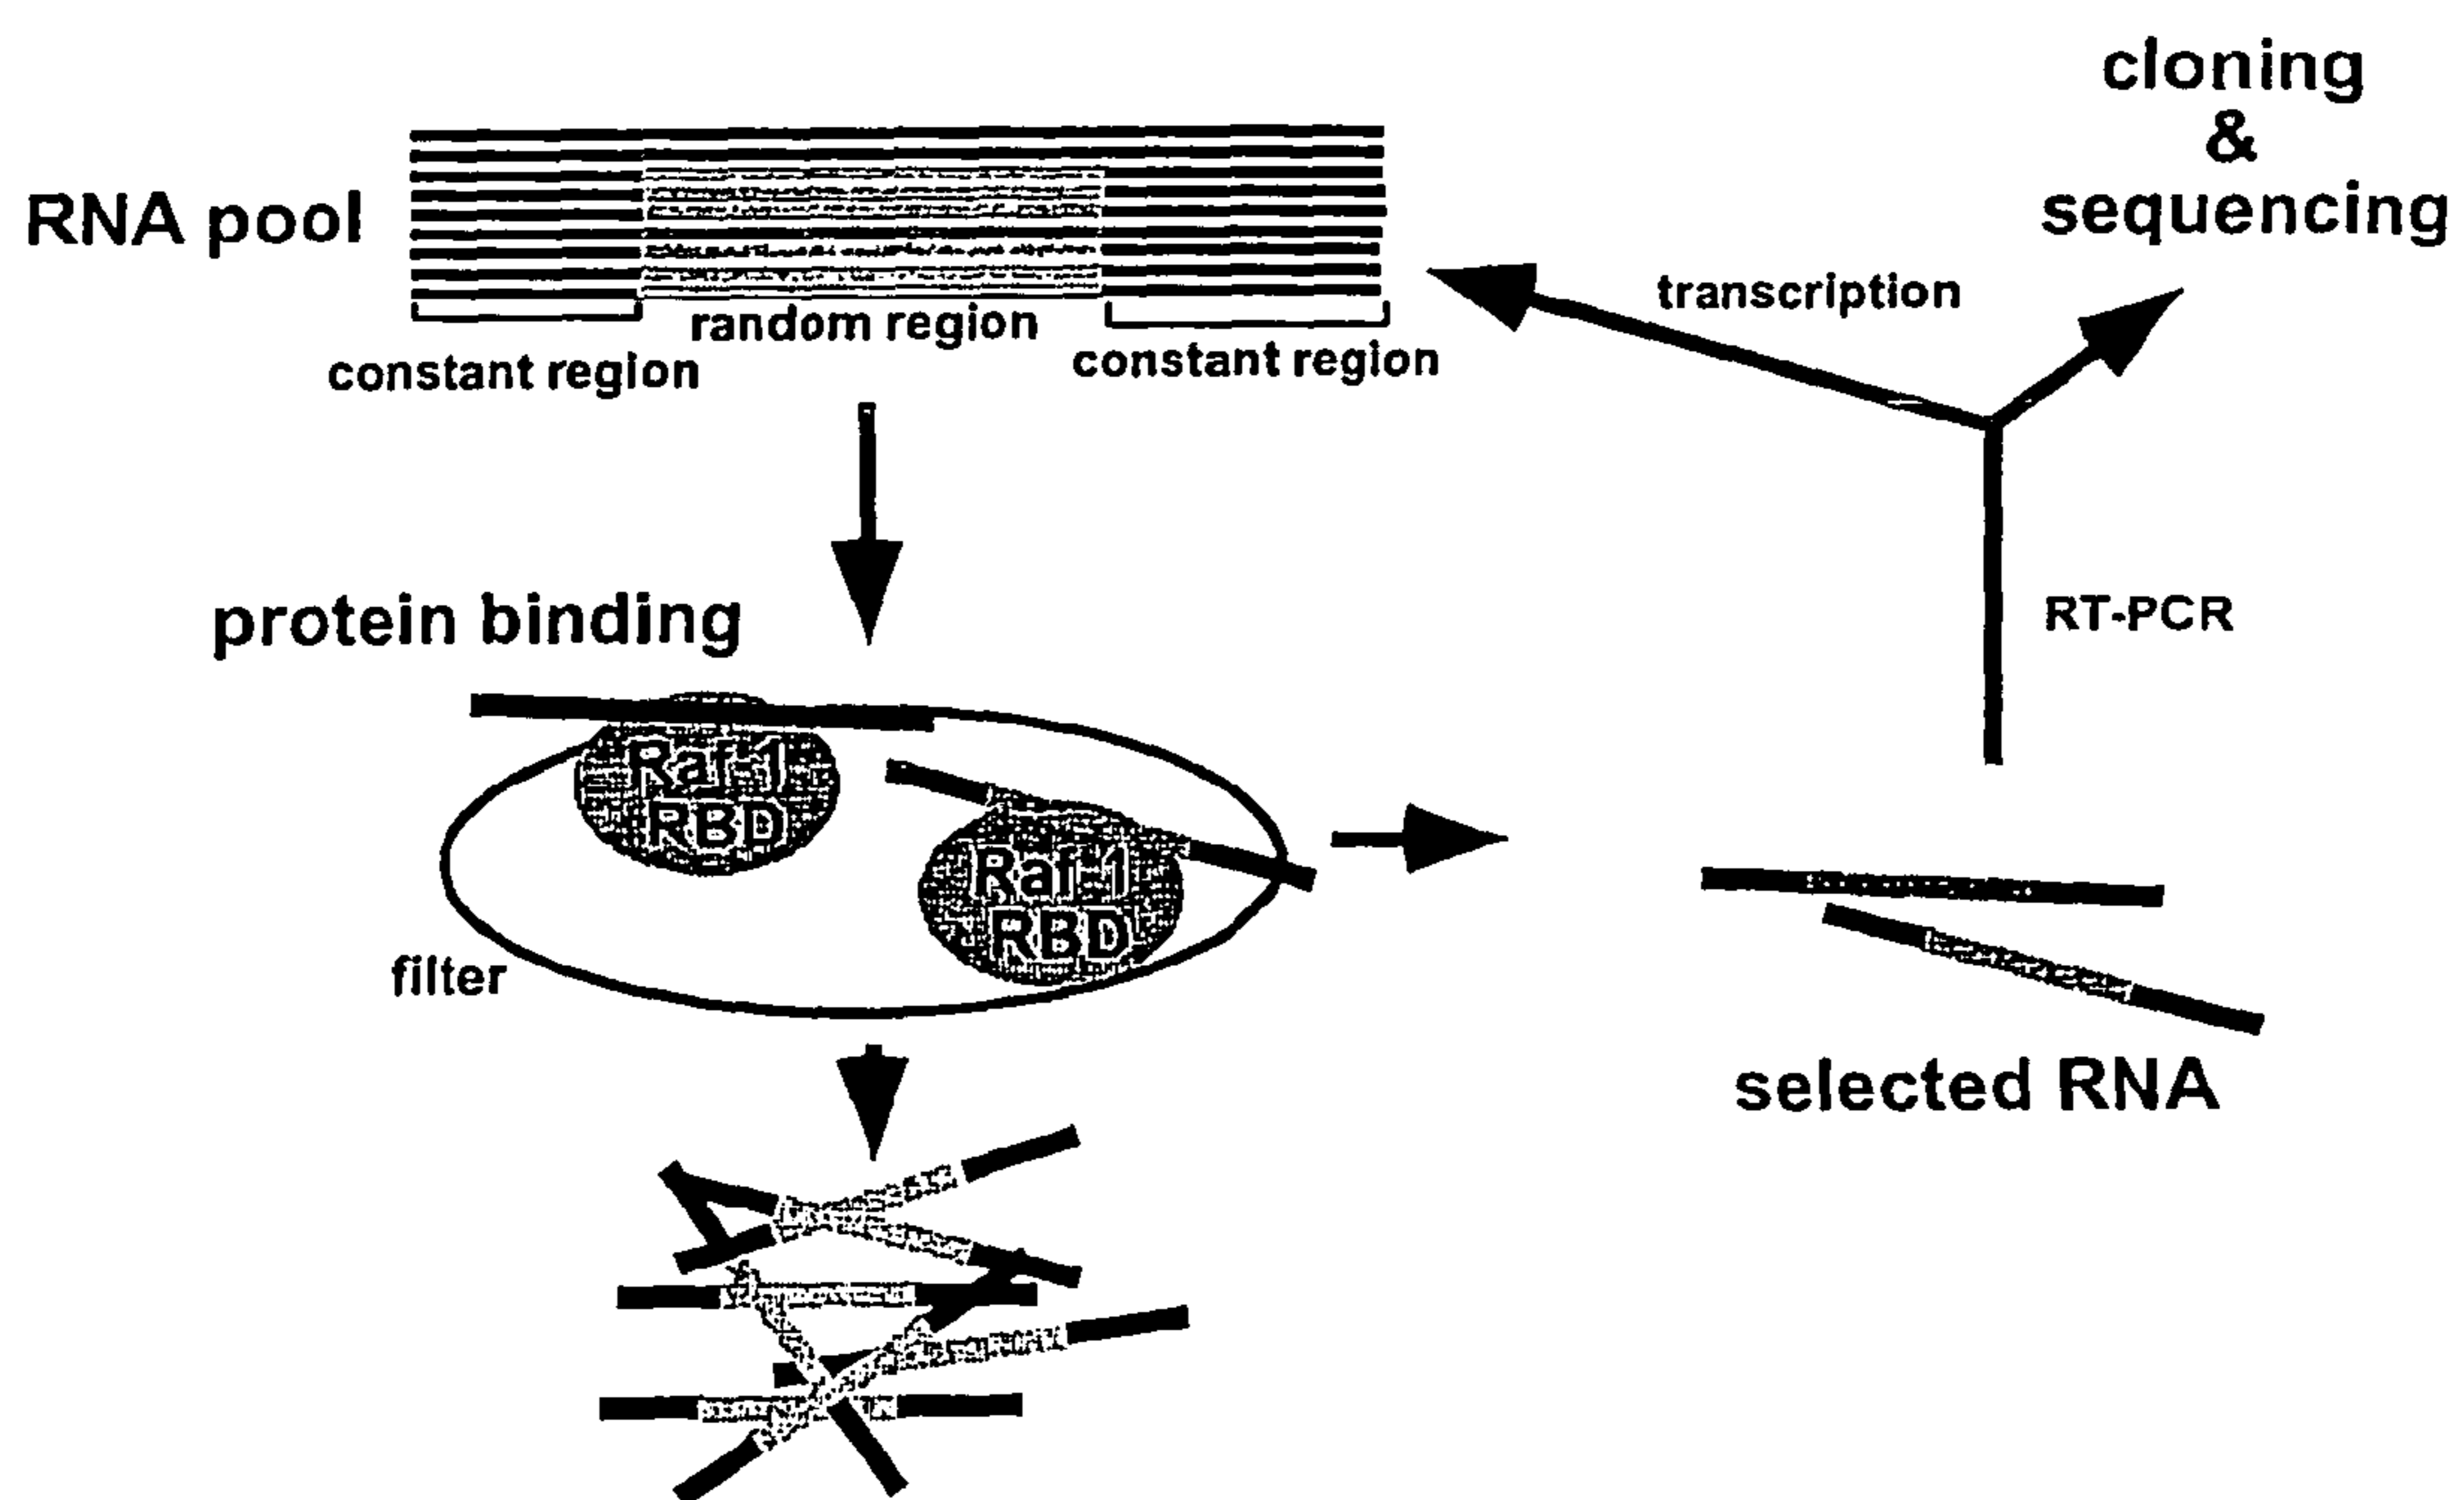 cloning
&
sequencing
RNA pool
transcription
random region
constant region
constant region
protein binding
RT-PCR
Raf-1
RBD
Raf-1
RBD
filter
selected RNA